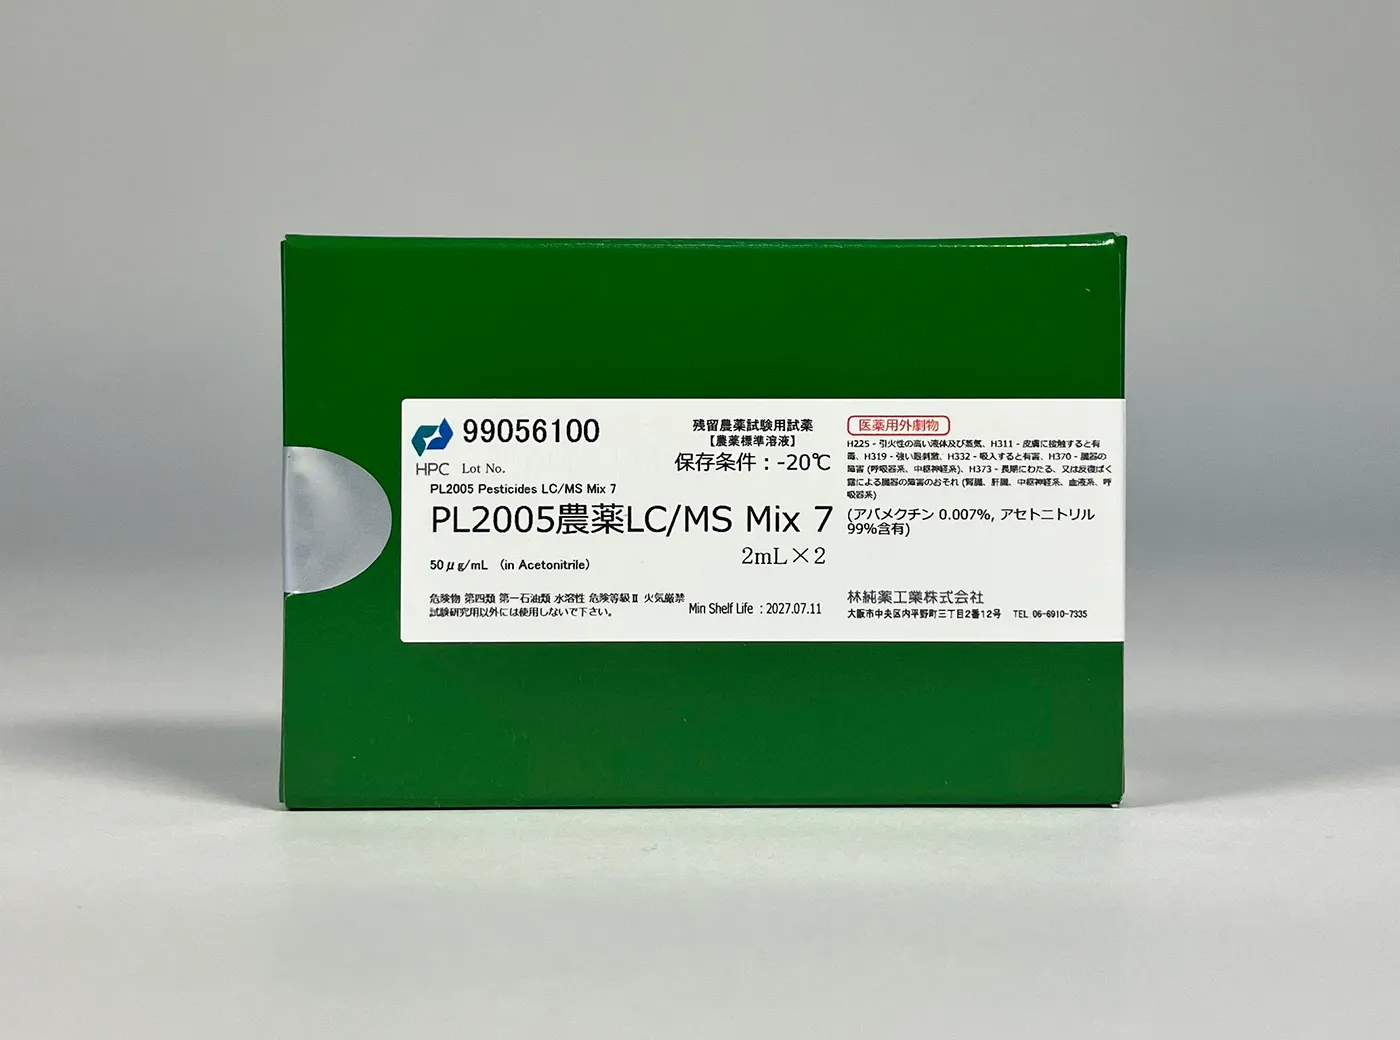 99056100
HPC Lot No.
残留農薬試験用試薬
【農薬標準溶液】
保存条件：-20℃
PL2005 Pesticides LC/MS Mix 7
PL2005農薬LC/MS Mix 7
2mL×2
50μg/mL (in Acetonitrile)
危険物 第四類 第一石油類 水溶性 危険等級Ⅱ 火気厳禁
試験研究用以外には使用しないで下さい。
Min Shelf Life : 2027.07.11
医薬用外劇物
H225 - 引火性の高い液体及び蒸気、H311 - 皮膚に接触すると有
毒、H319 - 強い眼刺激、H332 - 吸入すると有害、H370 - 臓器の
障害 (呼吸器系、中枢神経系)、H373 - 長期にわたる、又は反復ばく
露による臓器の障害のおそれ (腎臓、肝臓、中枢神経系、血液系、呼
吸器系)
(アバメクチン 0.007%, アセトニトリル
99%含有)
林純薬工業株式会社
大阪市中央区内平野町三丁目2番12号 TEL 06-6910-7335